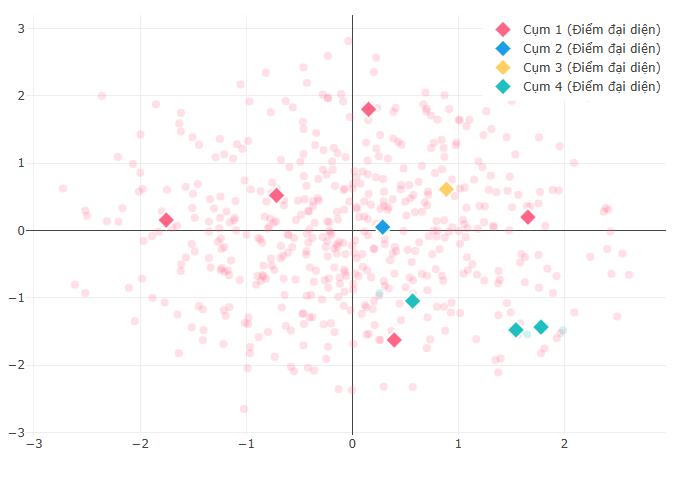 Cụm 1 (Điểm đại diện)
Cụm 2 (Điểm đại diện)
Cụm 3 (Điểm đại diện)
Cụm 4 (Điểm đại diện)
3
2
1
0
−1
−2
−3
−3 −2 −1 0 1 2